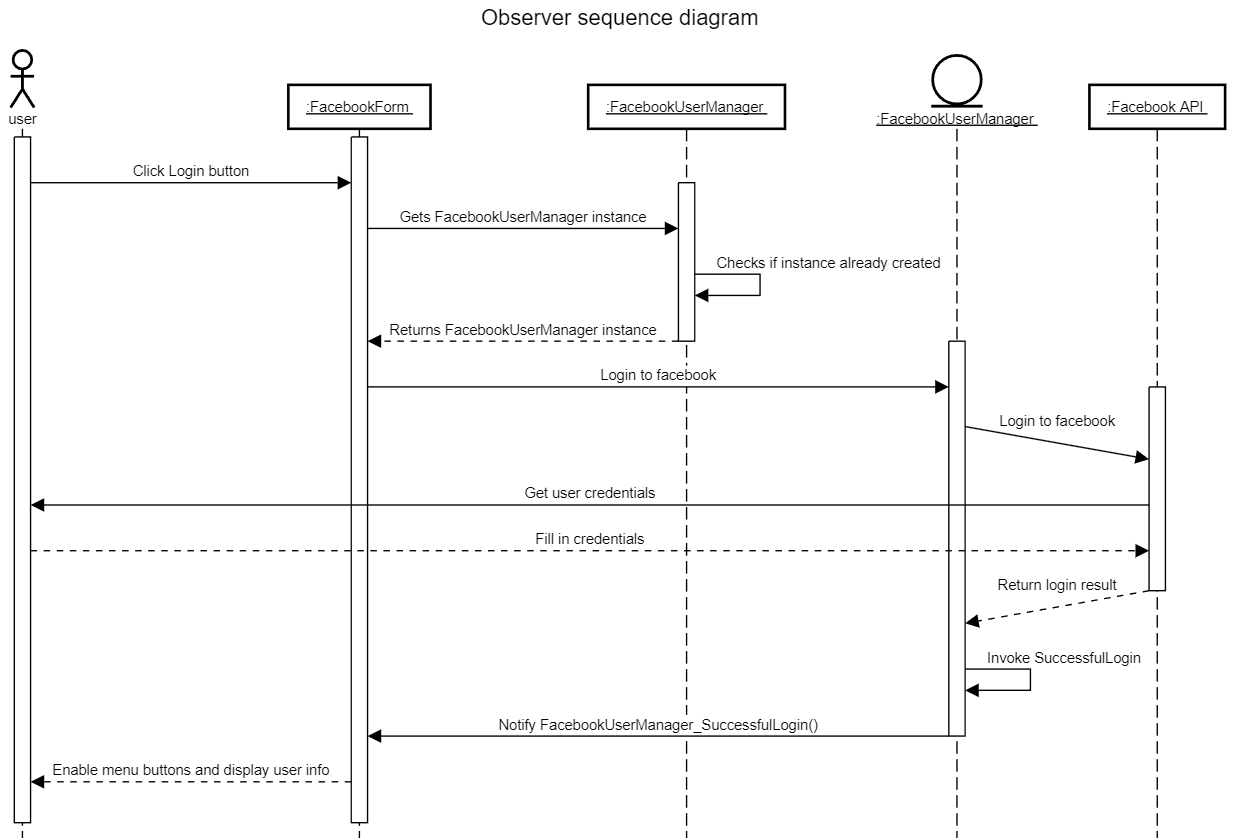 Observer sequence diagram
user
:FacebookForm
:FacebookUserManager
:FacebookUserManager
:Facebook API
Click Login button
Gets FacebookUserManager instance
Checks if instance already created
Returns FacebookUserManager instance
Login to facebook
Login to facebook
Get user credentials
Fill in credentials
Return login result
Invoke SuccessfulLogin
Notify FacebookUserManager_SuccessfulLogin()
Enable menu buttons and display user info